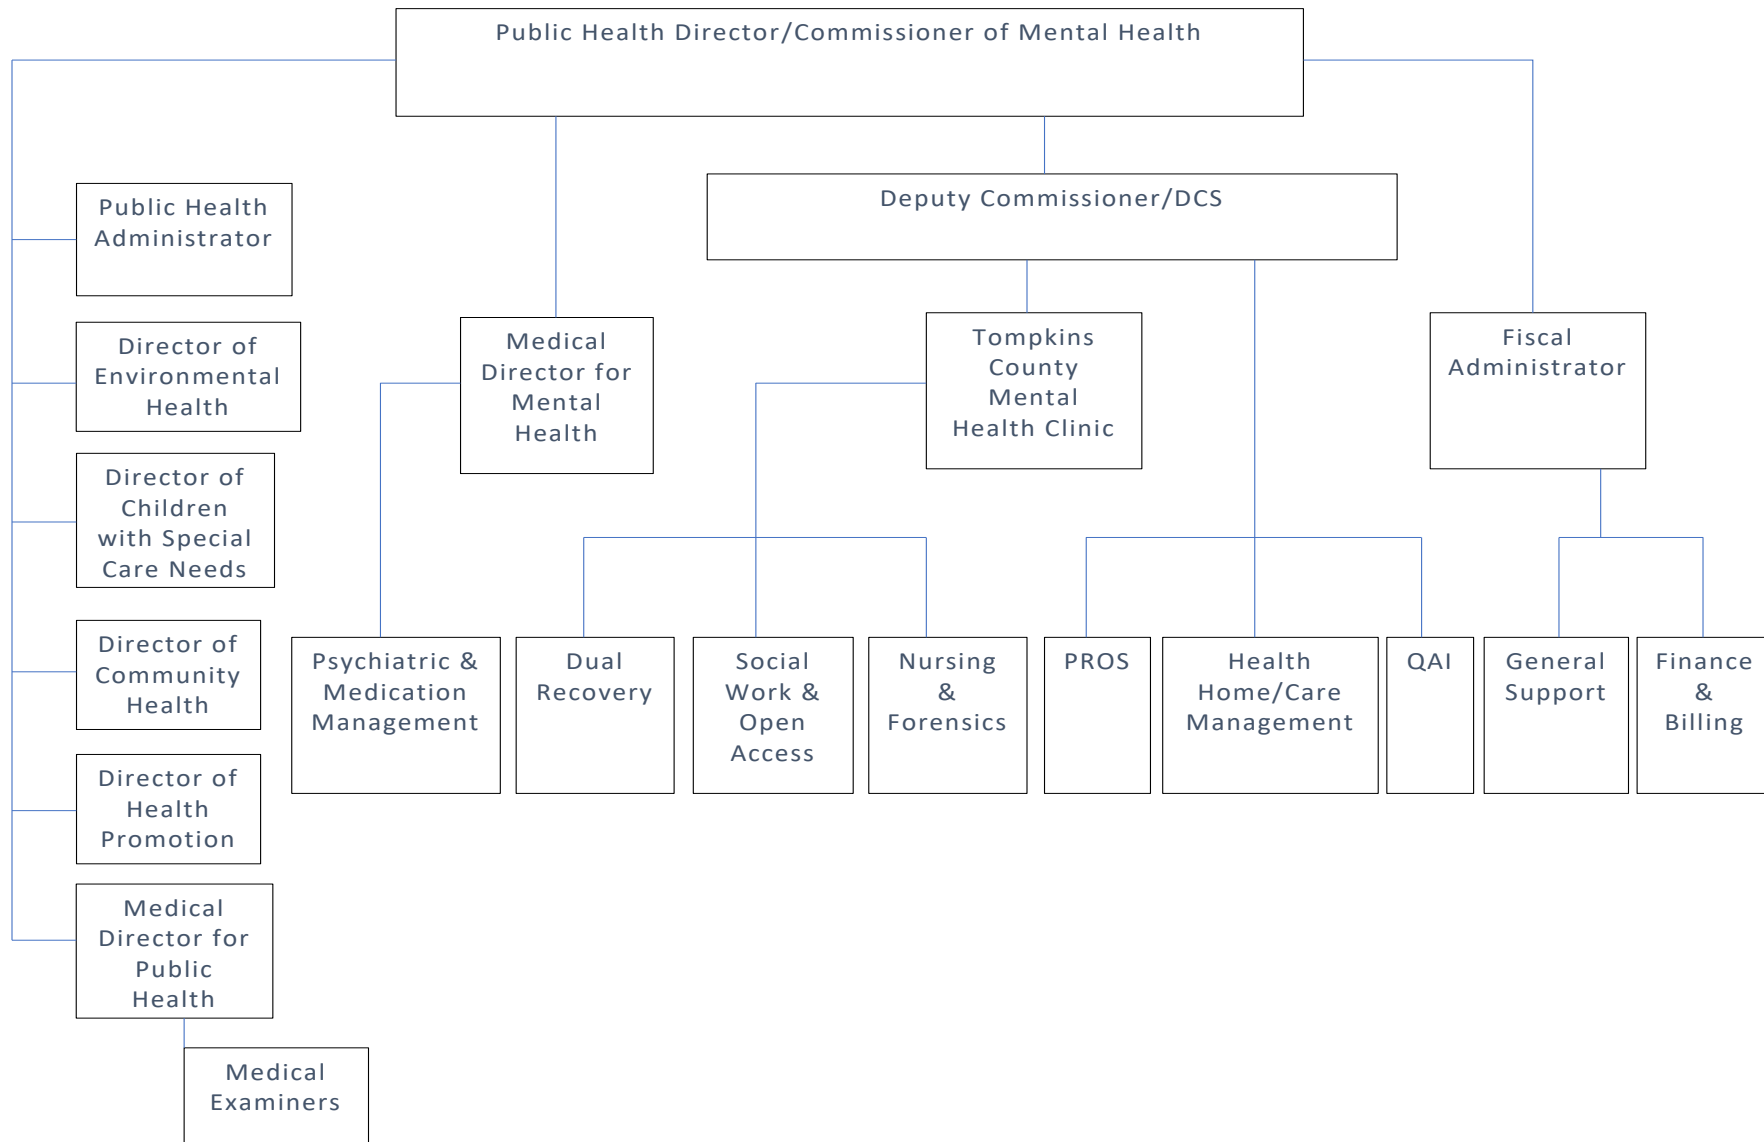 Public Health Director/Commissioner of Mental Health
Deputy Commissioner/DCS
Public Health
Administrator
Director of
Environmental
Health
Director of
Children
with Special
Care Needs
Director of
Community
Health
Director of
Health
Promotion
Medical
Director for
Public
Health
Medical
Examiners
Medical
Director for
Mental
Health
Tompkins
County
Mental
Health Clinic
Fiscal
Administrator
Psychiatric &
Medication
Management
Dual
Recovery
Social
Work &
Open
Access
Nursing
&
Forensics
PROS
Health
Home/Care
Management
QAI
General
Support
Finance
&
Billing